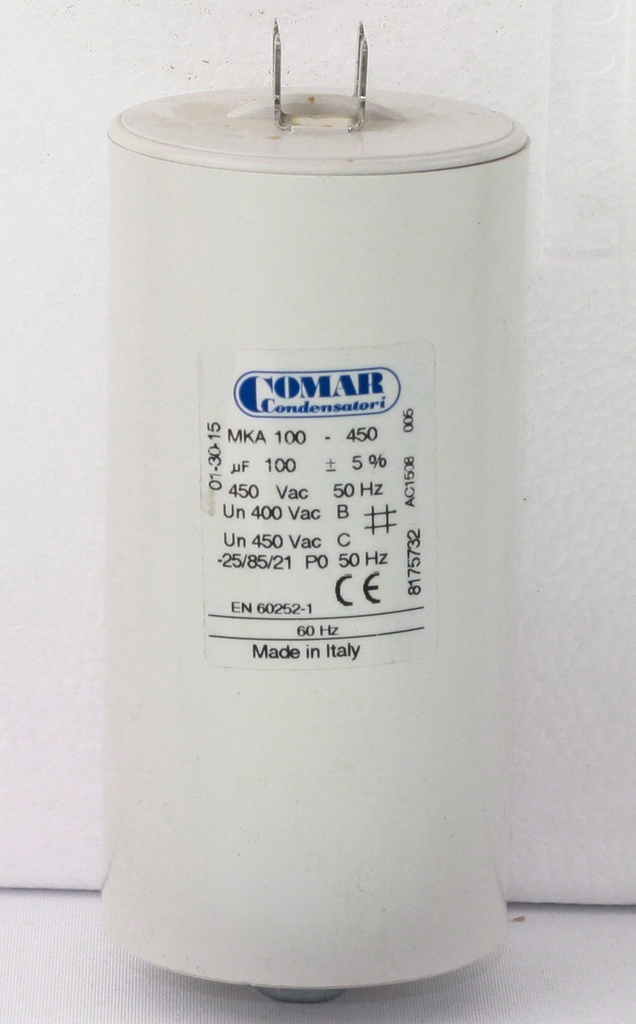 COMAR
Condensatori
MKA 100 - 450
µF 100 ± 5 %
450 Vac 50 Hz
Un 400 Vac B
Un 450 Vac C
-25/85/21 P0 50 Hz
CE
EN 60252-1
60 Hz
Made in Italy
01-30-15
8175732 AC1508 005